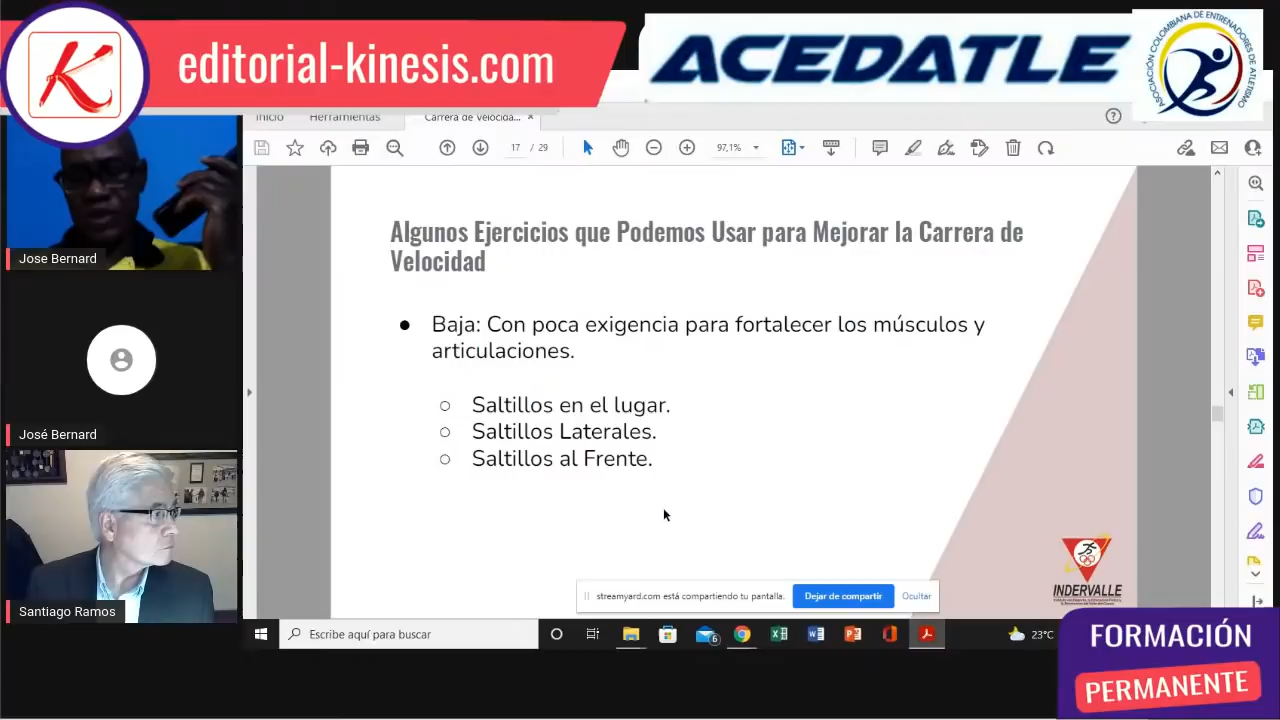 editorial-kinesis.com
ACEDATLE
ASOCIACIÓN COLOMBIANA DE ENTRENADORES DE ATLETISMO
K
Inicio Herramientas Carrera de Velocida... ×
17 / 29 97,1%
Algunos Ejercicios que Podemos Usar para Mejorar la Carrera de
Velocidad
● Baja: Con poca exigencia para fortalecer los músculos y
articulaciones.
○ Saltillos en el lugar.
○ Saltillos Laterales.
○ Saltillos al Frente.
Jose Bernard
José Bernard
Santiago Ramos
INDERVALLE
streamyard.com está compartiendo tu pantalla. Dejar de compartir Ocultar
Escribe aquí para buscar
6
23°C
FORMACIÓN
PERMANENTE